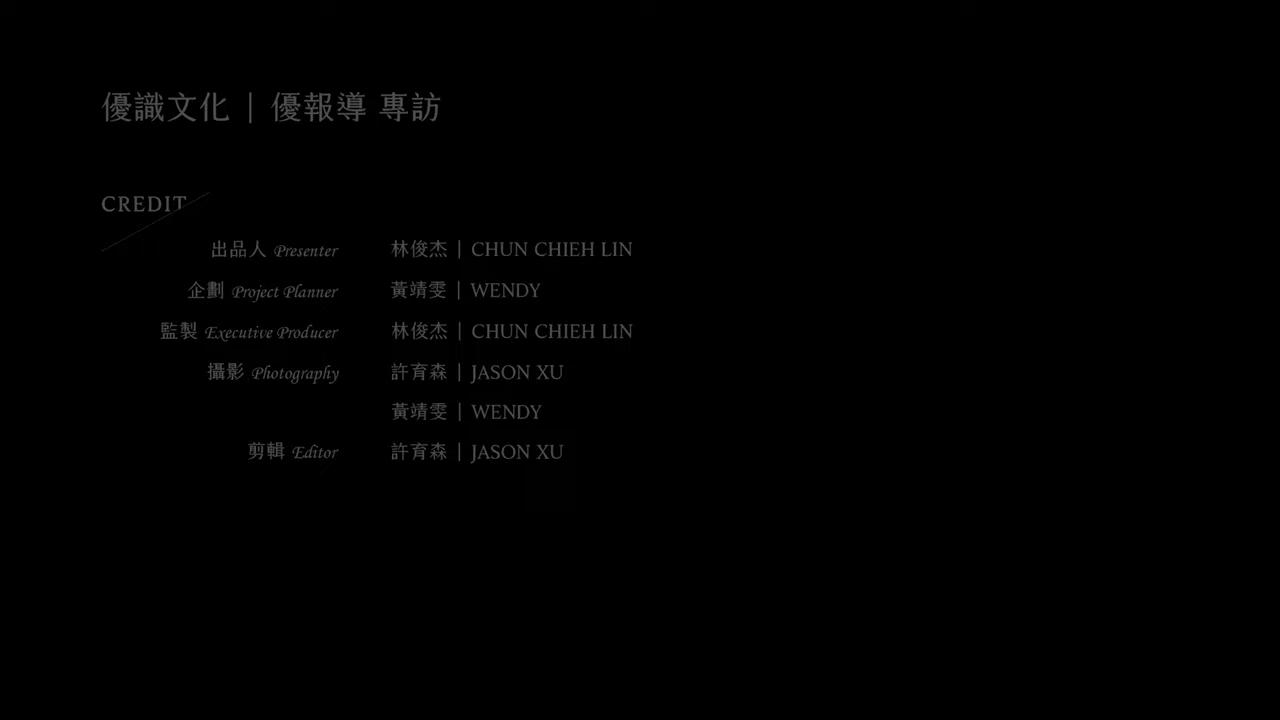 優識文化｜優報導 專訪
CREDIT
出品人 Presenter 林俊杰｜CHUN CHIEH LIN
企劃 Project Planner 黃靖雯｜WENDY
監製 Executive Producer 林俊杰｜CHUN CHIEH LIN
攝影 Photography 許育森｜JASON XU
黃靖雯｜WENDY
剪輯 Editor 許育森｜JASON XU